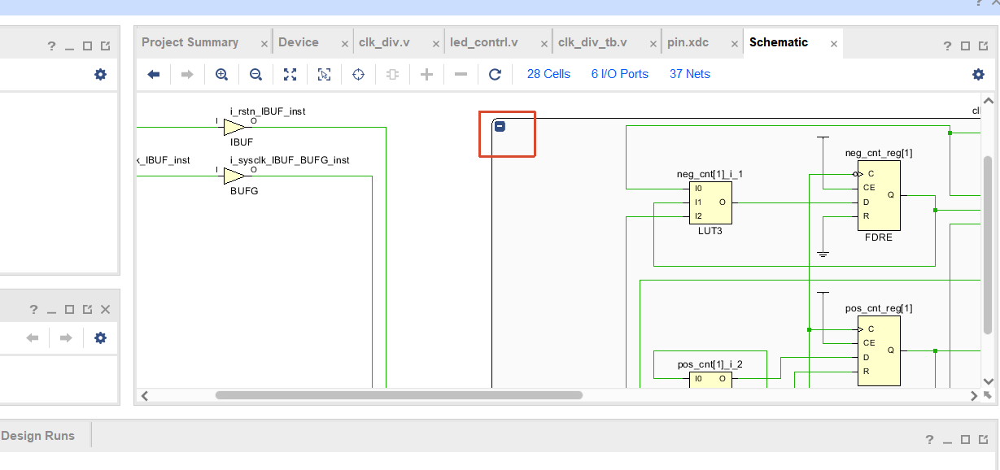 Project Summary
Device
clk_div.v
led_contrl.v
clk_div_tb.v
pin.xdc
Schematic
28 Cells
6 I/O Ports
37 Nets
i_rstn_IBUF_inst
I
O
IBUF
k_IBUF_inst
i_sysclk_IBUF_BUFG_inst
I
O
BUFG
cl
neg_cnt[1]_i_1
I0
I1
I2
O
LUT3
neg_cnt_reg[1]
C
CE
D
R
Q
FDRE
pos_cnt_reg[1]
C
CE
D
R
Q
pos_cnt[1]_i_2
I0
O
Design Runs